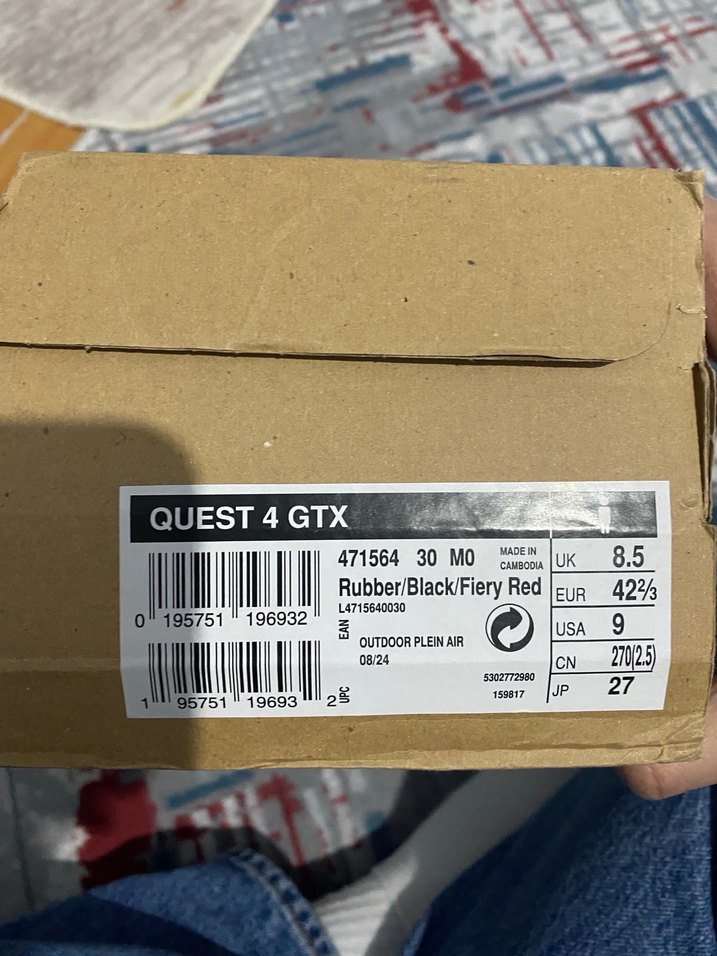 QUEST 4 GTX
471564 30 M0
MADE IN
CAMBODIA
Rubber/Black/Fiery Red
L4715640030
0 195751 196932
EAN
OUTDOOR PLEIN AIR
08/24
5302772980
159817
1 95751 19693 2
UPC
UK 8.5
EUR 42⅔
USA 9
CN 270(2.5)
JP 27